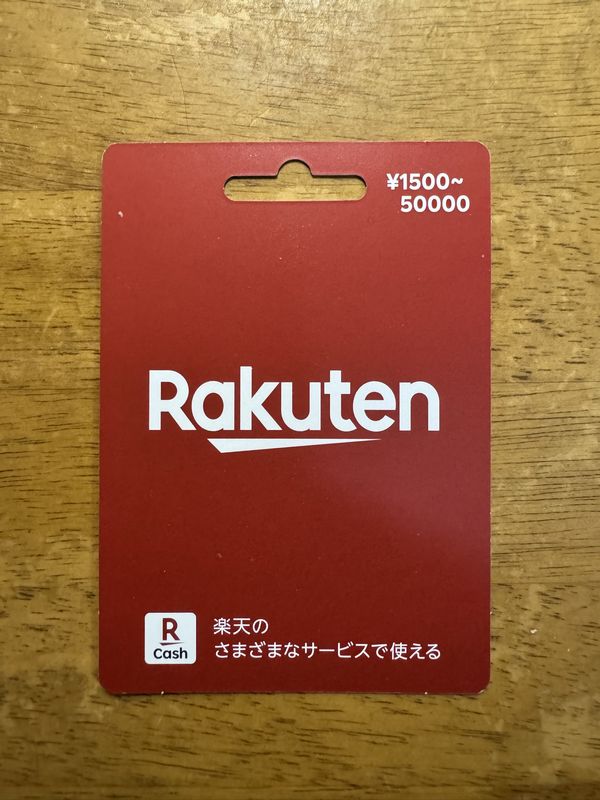 ¥1500~
50000
Rakuten
R
Cash
楽天の
さまざまなサービスで使える